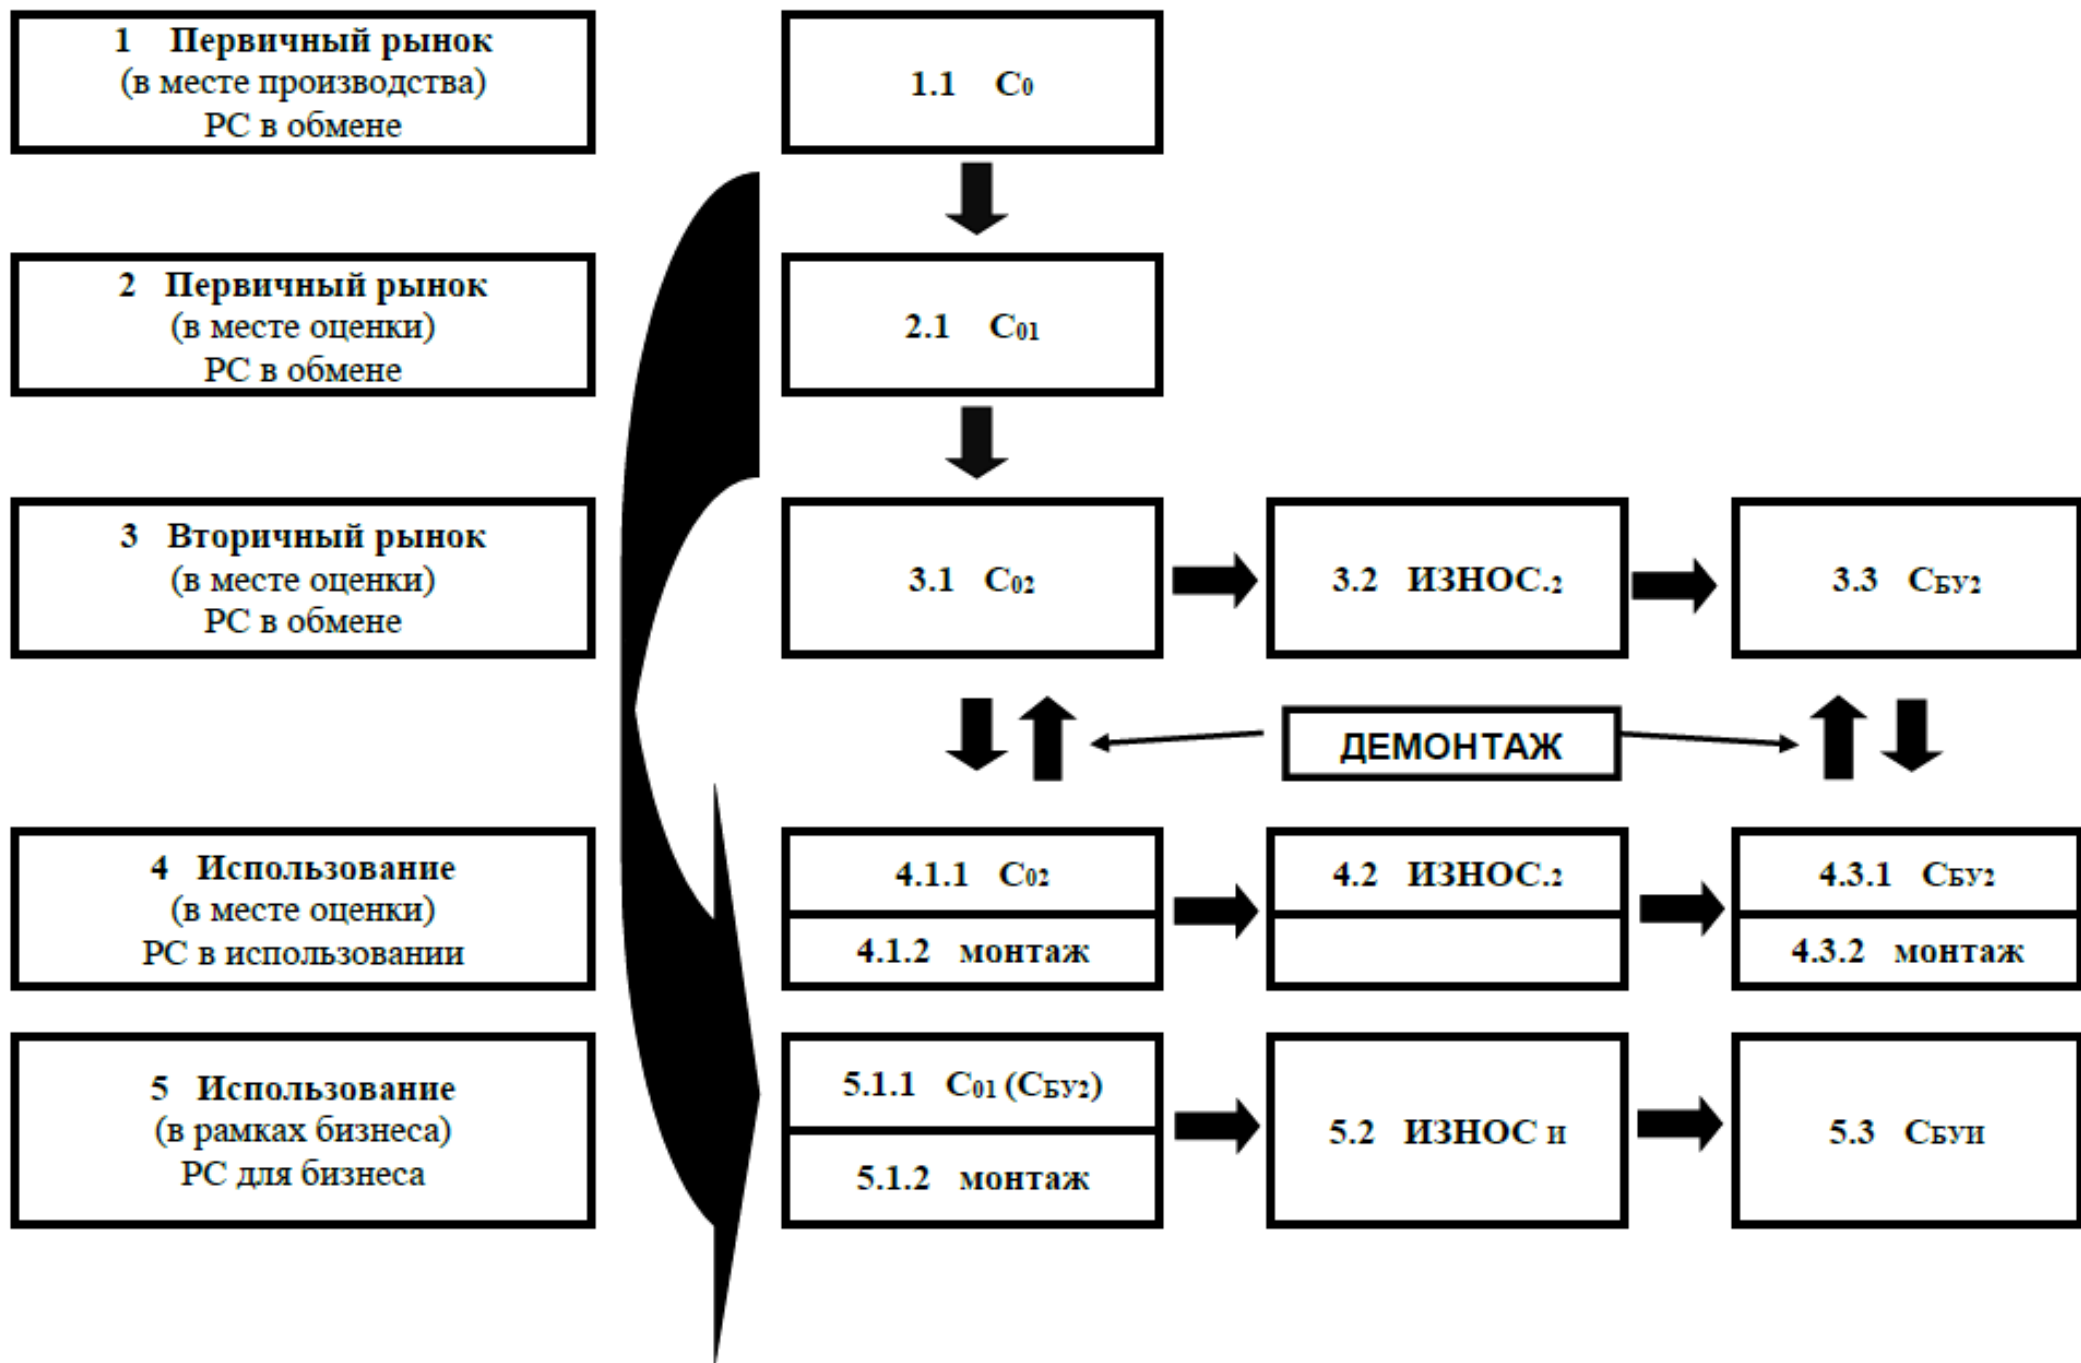 1 Первичный рынок
(в месте производства)
РС в обмене
1.1 С0
2 Первичный рынок
(в месте оценки)
РС в обмене
2.1 С01
3 Вторичный рынок
(в месте оценки)
РС в обмене
3.1 С02
3.2 ИЗНОС.2
3.3 СБУ2
ДЕМОНТАЖ
4 Использование
(в месте оценки)
РС в использовании
4.1.1 С02
4.1.2 монтаж
4.2 ИЗНОС.2
4.3.1 СБУ2
4.3.2 монтаж
5 Использование
(в рамках бизнеса)
РС для бизнеса
5.1.1 С01 (СБУ2)
5.1.2 монтаж
5.2 ИЗНОС И
5.3 СБУИ